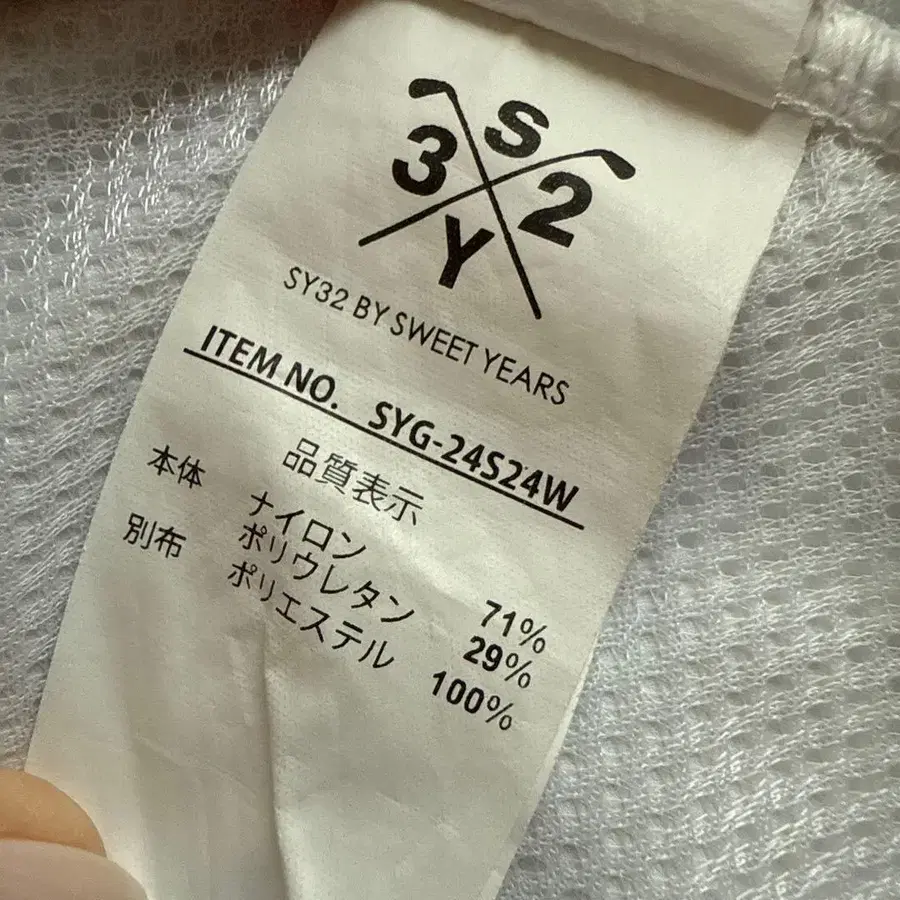 S
3 2
Y
SY32 BY SWEET YEARS
ITEM NO. SYG-24S24W
品質表示
本体 ナイロン 71%
ポリウレタン 29%
別布 ポリエステル 100%